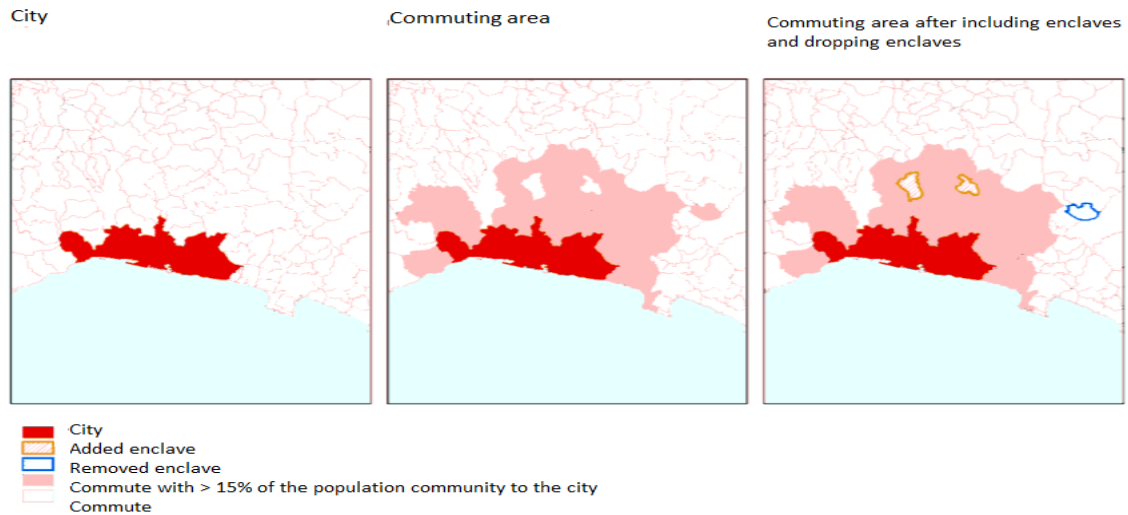 City
Commuting area
Commuting area after including enclaves
and dropping enclaves
City
Added enclave
Removed enclave
Commute with > 15% of the population community to the city
Commute